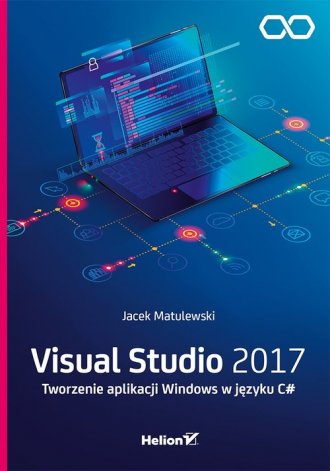 Jacek Matulewski
Visual Studio 2017
Tworzenie aplikacji Windows w języku C#
Helion